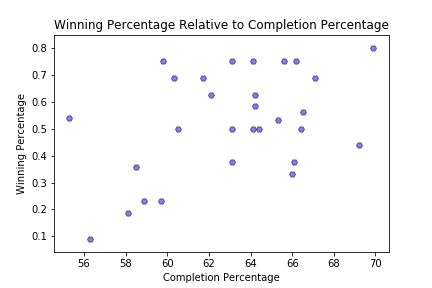 Winning Percentage Relative to Completion Percentage
0.8
0.7
0.6
0.5
0.4
0.3
0.2
0.1
Winning Percentage
56 58 60 62 64 66 68 70
Completion Percentage